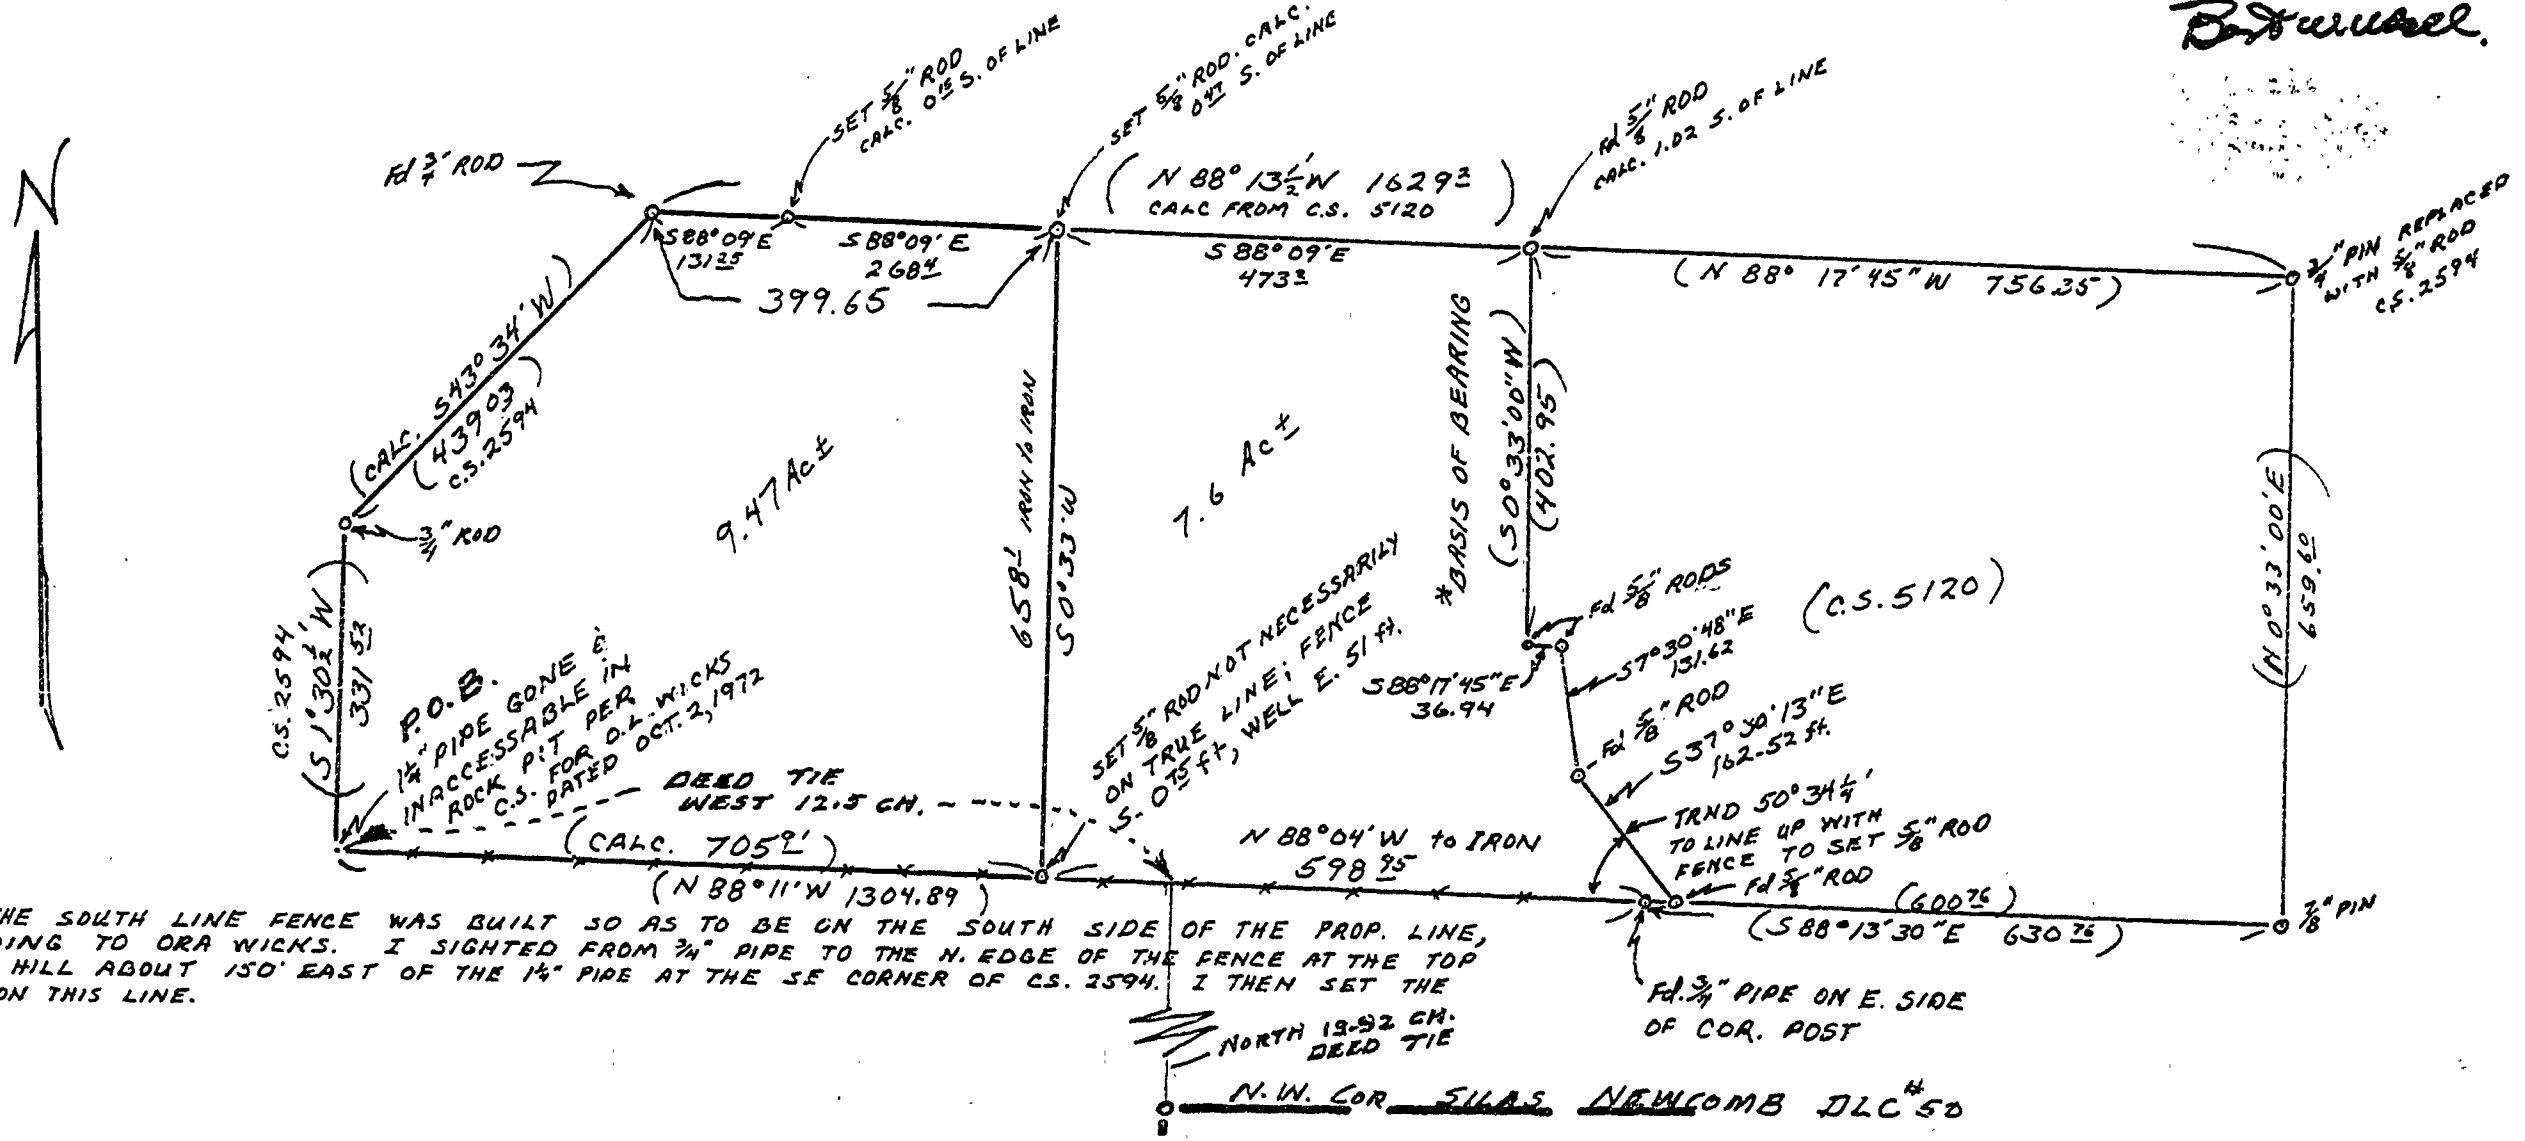 N
Fd 3/4" ROD
SET 5/8" ROD
CALC. 0.15 S. OF LINE
SET 5/8" ROD. CALC.
0.47 S. OF LINE
(N 88° 13 1/2' W 1629.2)
CALC FROM C.S. 5120
Fd 5/8" ROD
CALC. 1.02 S. OF LINE
3/4" PIN REPLACED
WITH 5/8" ROD
C.S. 2594
S 88° 09' E
131.25
S 88° 09' E
268.4
399.65
S 88° 09' E
473.3
(N 88° 17' 45" W 756.35)
(CALC. S 43° 34' W)
(439.03)
C.S. 2594
3/4" ROD
9.47 Ac ±
658.1 IRON to IRON
S 0° 33' W
7.6 Ac ±
*BASIS OF BEARING
(S 0° 33' 00" W)
(402.95)
(N 0° 33' 00" E)
659.60
Fd 5/8" RODS
(C.S. 5120)
S 7° 30' 48" E
131.62
S 88° 17' 45" E
36.94
Fd 5/8" ROD
S 37° 30' 13" E
162.52 ft.
TRND 50° 34 1/4'
TO LINE UP WITH
FENCE TO SET 5/8" ROD
Fd 5/8" ROD
C.S. 2594
(S 1° 30 1/2' W)
331.52
P.O.B.
1 1/4" PIPE GONE &
INACCESSABLE IN
ROCK PIT PER
C.S. FOR O.L. WICKS
DATED OCT. 2, 1972
DEED TIE
WEST 12.5 CH.
(CALC. 705.9')
(N 88° 11' W 1304.89)
SET 5/8" ROD NOT NECESSARILY
ON TRUE LINE; FENCE
S. 0.75 ft, WELL E. 51 ft.
N 88° 04' W to IRON
598.95
(600.76)
(S 88° 13' 30" E 630.76)
7/8" PIN
HE SOUTH LINE FENCE WAS BUILT SO AS TO BE ON THE SOUTH SIDE OF THE PROP. LINE,
DING TO ORA WICKS. I SIGHTED FROM 3/4" PIPE TO THE N. EDGE OF THE FENCE AT THE TOP
HILL ABOUT 150' EAST OF THE 1 1/4" PIPE AT THE SE CORNER OF CS. 2594. I THEN SET THE
ON THIS LINE.
Fd. 3/4" PIPE ON E. SIDE
OF COR. POST
NORTH 19.92 CH.
DEED TIE
N.W. COR SILAS NEWCOMB DLC #50